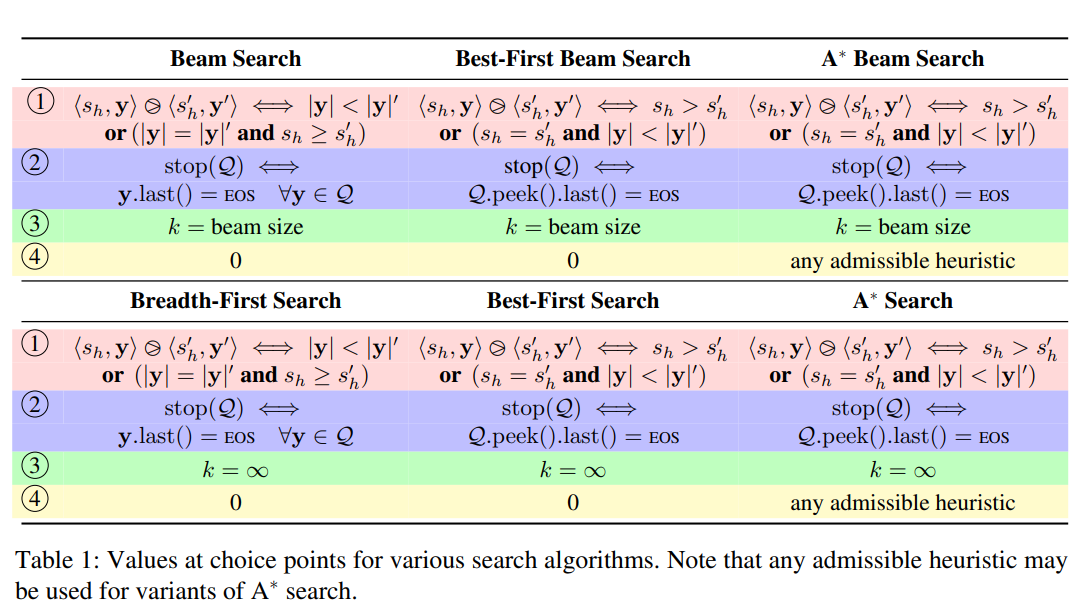 Beam Search Best-First Beam Search A* Beam Search
① ⟨s_h, y⟩ ⧁ ⟨s′_h, y′⟩ ⟺ |y| < |y|′ ⟨s_h, y⟩ ⧁ ⟨s′_h, y′⟩ ⟺ s_h > s′_h ⟨s_h, y⟩ ⧁ ⟨s′_h, y′⟩ ⟺ s_h > s′_h
or (|y| = |y|′ and s_h ≥ s′_h) or (s_h = s′_h and |y| < |y|′) or (s_h = s′_h and |y| < |y|′)
② stop(𝒬) ⟺ stop(𝒬) ⟺ stop(𝒬) ⟺
y.last() = EOS ∀y ∈ 𝒬 𝒬.peek().last() = EOS 𝒬.peek().last() = EOS
③ k = beam size k = beam size k = beam size
④ 0 0 any admissible heuristic
Breadth-First Search Best-First Search A* Search
① ⟨s_h, y⟩ ⧁ ⟨s′_h, y′⟩ ⟺ |y| < |y|′ ⟨s_h, y⟩ ⧁ ⟨s′_h, y′⟩ ⟺ s_h > s′_h ⟨s_h, y⟩ ⧁ ⟨s′_h, y′⟩ ⟺ s_h > s′_h
or (|y| = |y|′ and s_h ≥ s′_h) or (s_h = s′_h and |y| < |y|′) or (s_h = s′_h and |y| < |y|′)
② stop(𝒬) ⟺ stop(𝒬) ⟺ stop(𝒬) ⟺
y.last() = EOS ∀y ∈ 𝒬 𝒬.peek().last() = EOS 𝒬.peek().last() = EOS
③ k = ∞ k = ∞ k = ∞
④ 0 0 any admissible heuristic
Table 1: Values at choice points for various search algorithms. Note that any admissible heuristic may
be used for variants of A* search.